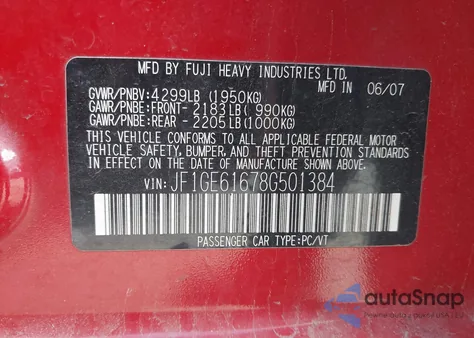 MFD BY FUJI HEAVY INDUSTRIES LTD.
MFD IN 06/07
GVWR/PNBV: 4299LB (1950KG)
GAWR/PNBE: FRONT- 2183LB ( 990KG)
GAWR/PNBE: REAR - 2205LB(1000KG)
THIS VEHICLE CONFORMS TO ALL APPLICABLE FEDERAL MOTOR
VEHICLE SAFETY, BUMPER, AND THEFT PREVENTION STANDARDS
IN EFFECT ON THE DATE OF MANUFACTURE SHOWN ABOVE.
VIN: JF1GE61678G501384
PASSENGER CAR TYPE:PC/VT
autaSnap